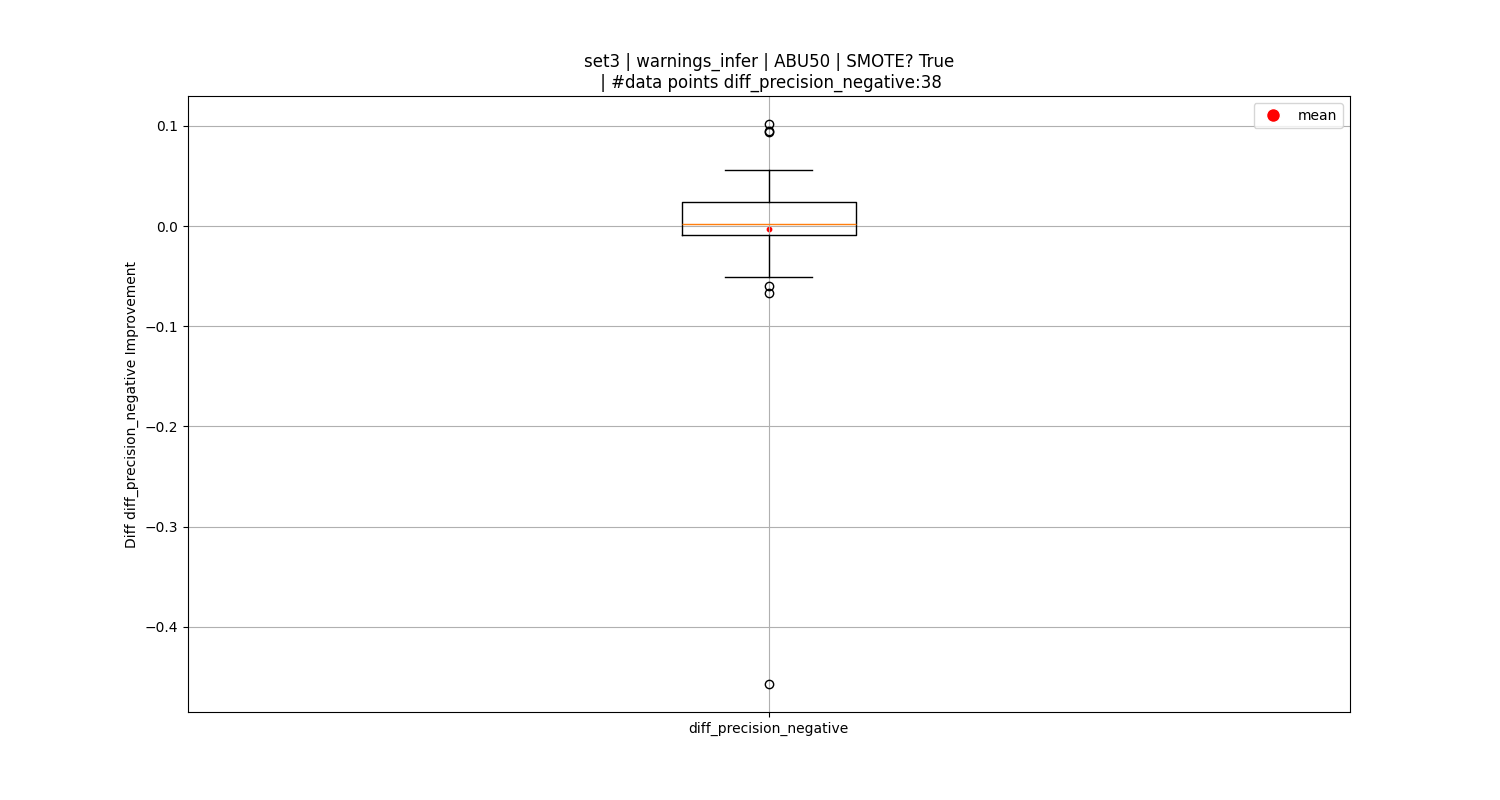 set3 | warnings_infer | ABU50 | SMOTE? True
| #data points diff_precision_negative:38
mean
0.1
0.0
−0.1
−0.2
−0.3
−0.4
Diff diff_precision_negative Improvement
diff_precision_negative